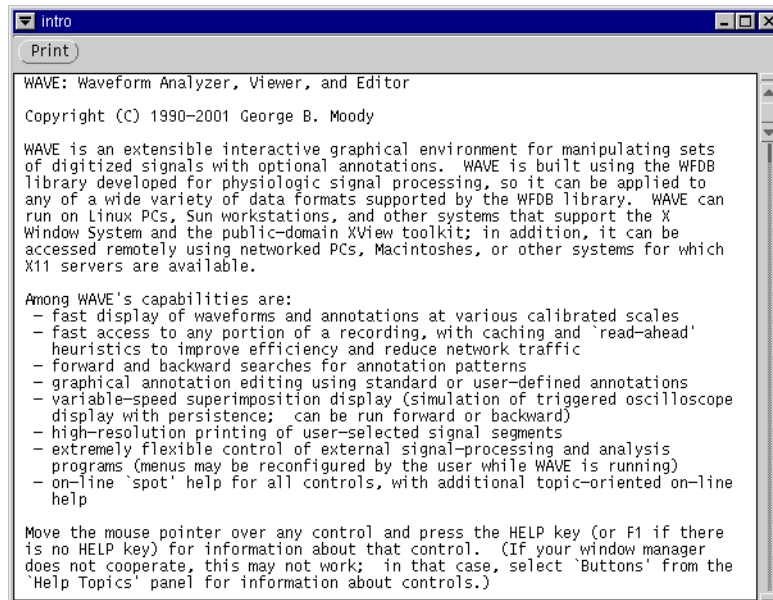 intro
Print
WAVE: Waveform Analyzer, Viewer, and Editor
Copyright (C) 1990-2001 George B. Moody
WAVE is an extensible interactive graphical environment for manipulating sets
of digitized signals with optional annotations.  WAVE is built using the WFDB
library developed for physiologic signal processing, so it can be applied to
any of a wide variety of data formats supported by the WFDB library.  WAVE can
run on Linux PCs, Sun workstations, and other systems that support the X
Window System and the public-domain XView toolkit; in addition, it can be
accessed remotely using networked PCs, Macintoshes, or other systems for which
X11 servers are available.
Among WAVE's capabilities are:
- fast display of waveforms and annotations at various calibrated scales
- fast access to any portion of a recording, with caching and `read-ahead'
heuristics to improve efficiency and reduce network traffic
- forward and backward searches for annotation patterns
- graphical annotation editing using standard or user-defined annotations
- variable-speed superimposition display (simulation of triggered oscilloscope
display with persistence;  can be run forward or backward)
- high-resolution printing of user-selected signal segments
- extremely flexible control of external signal-processing and analysis
programs (menus may be reconfigured by the user while WAVE is running)
- on-line `spot' help for all controls, with additional topic-oriented on-line
help
Move the mouse pointer over any control and press the HELP key (or F1 if there
is no HELP key) for information about that control.  (If your window manager
does not cooperate, this may not work;  in that case, select `Buttons' from the
`Help Topics' panel for information about controls.)